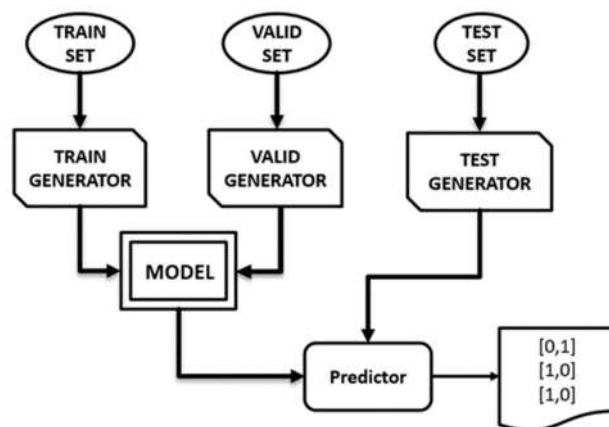 TRAIN
SET
VALID
SET
TEST
SET
TRAIN
GENERATOR
VALID
GENERATOR
TEST
GENERATOR
MODEL
Predictor
[0,1]
[1,0]
[1,0]